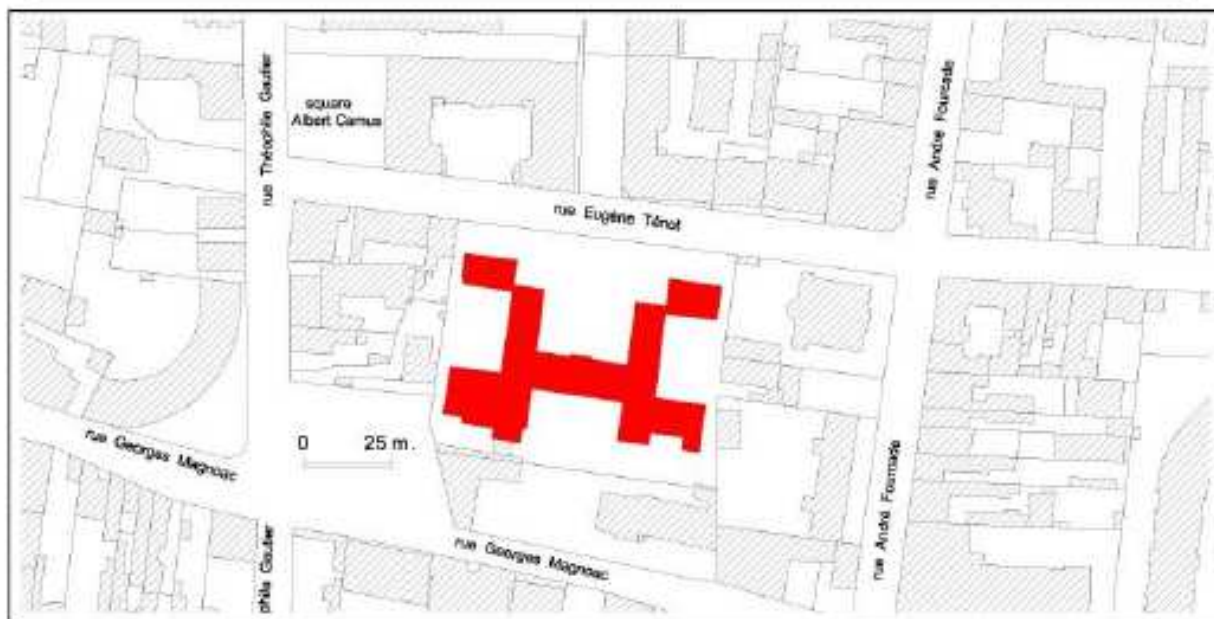 rue Théophile Gautier
square
Albert Camus
rue André Fourcade
rue Eugène Ténot
0 25 m.
rue Georges Magnoac
rue Georges Magnoac
rue André Fourcade
phile Gautier